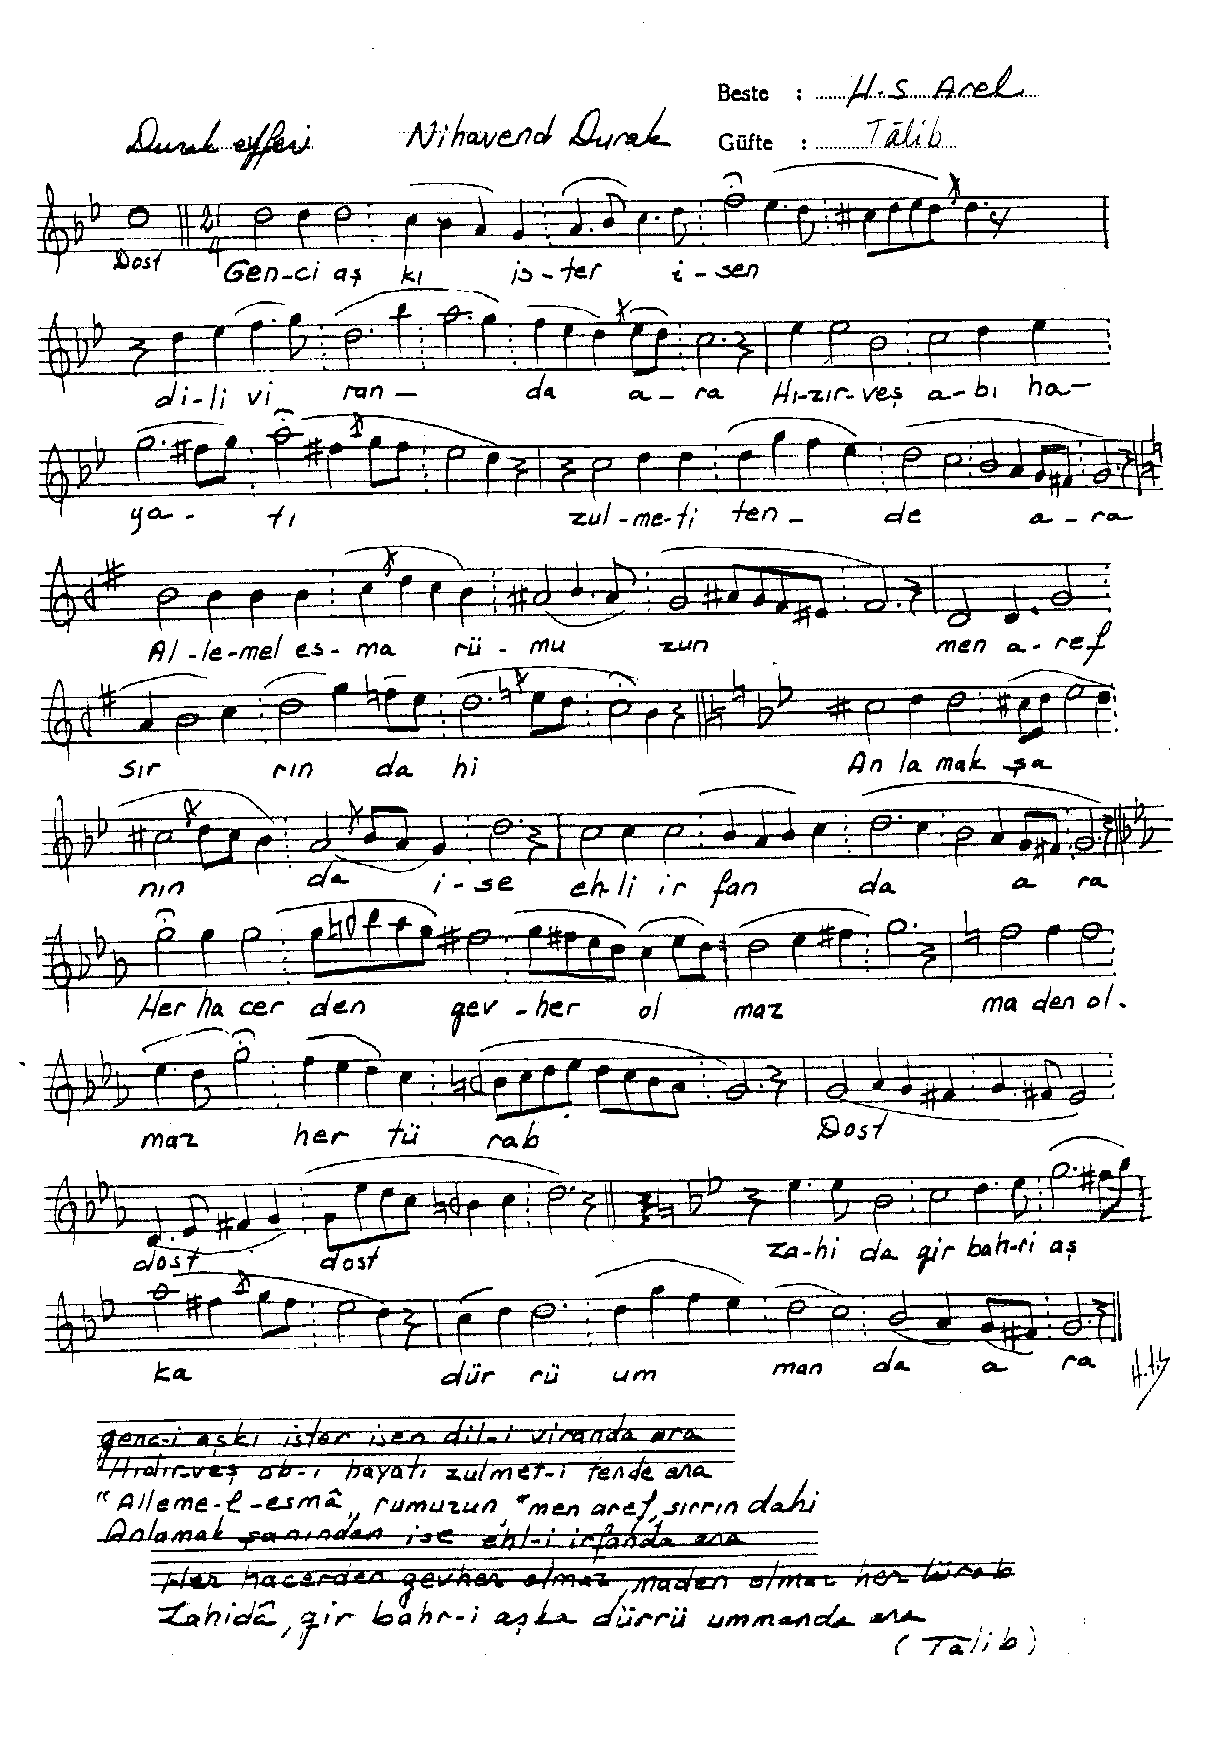 Beste : H.S Arel
Durak evferi Nihavend Durak Güfte : Tâlib
Dost Gen-ci aş kı is-ter i-sen
di-li vi ran- da a-ra Hı-zır-veş a-bı ha-
ya- tı zul-me-ti ten- de a-ra
Al-le-mel es-ma rü-mu zun men a-ref
sır rın da hi An la mak şa
nın da i-se eh-li ir fan da a ra
Her ha cer den gev-her ol maz ma den ol-
maz her tü rab Dost
dost dost za-hi da gir bah-ri aş
ka dür rü um man da a ra
genc-i aşkı ister isen dil-i viranda ara
Hıdır-veş ab-ı hayatı zulmet-i tende ara
"Alleme-l-esmâ,, rumuzun, "men aref,, sırrın dahi
Anlamak şanından ise ehl-i irfanda ara
Her hacerden gevher olmaz, maden olmaz her türab
Zahidâ, gir bahr-i aşka dürrü ummanda ara
(Talib)